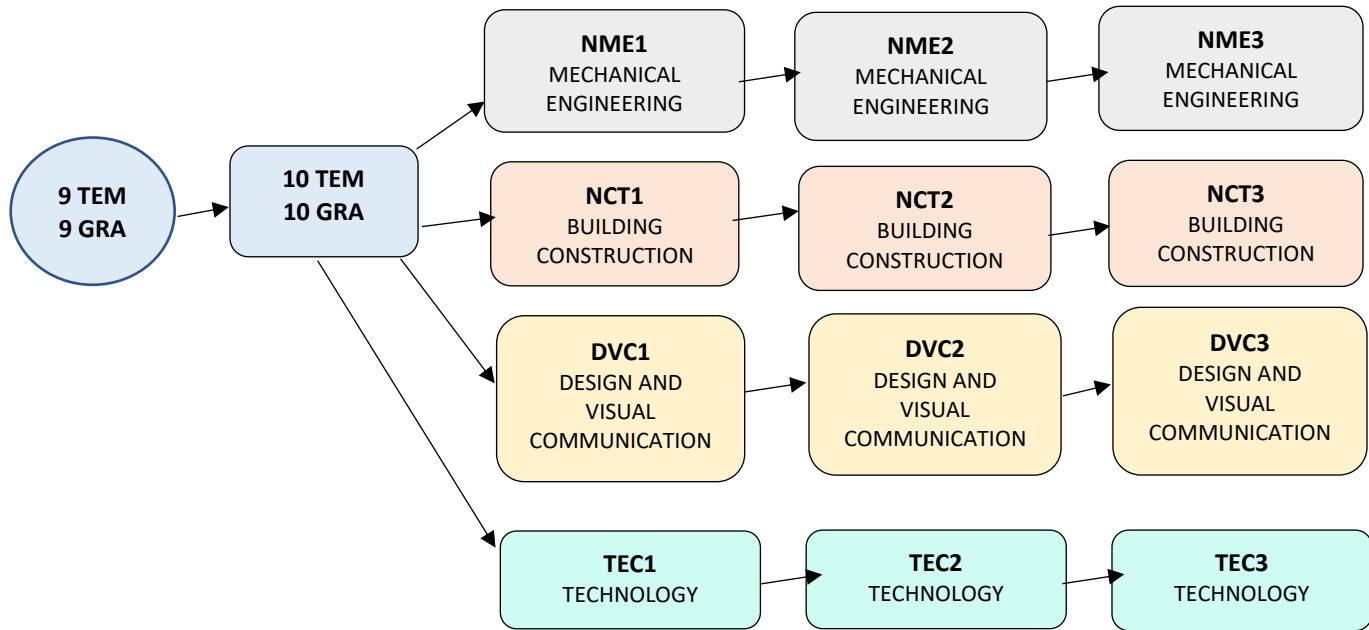 9 TEM
9 GRA
10 TEM
10 GRA
NME1
MECHANICAL
ENGINEERING
NME2
MECHANICAL
ENGINEERING
NME3
MECHANICAL
ENGINEERING
NCT1
BUILDING
CONSTRUCTION
NCT2
BUILDING
CONSTRUCTION
NCT3
BUILDING
CONSTRUCTION
DVC1
DESIGN AND
VISUAL
COMMUNICATION
DVC2
DESIGN AND
VISUAL
COMMUNICATION
DVC3
DESIGN AND
VISUAL
COMMUNICATION
TEC1
TECHNOLOGY
TEC2
TECHNOLOGY
TEC3
TECHNOLOGY